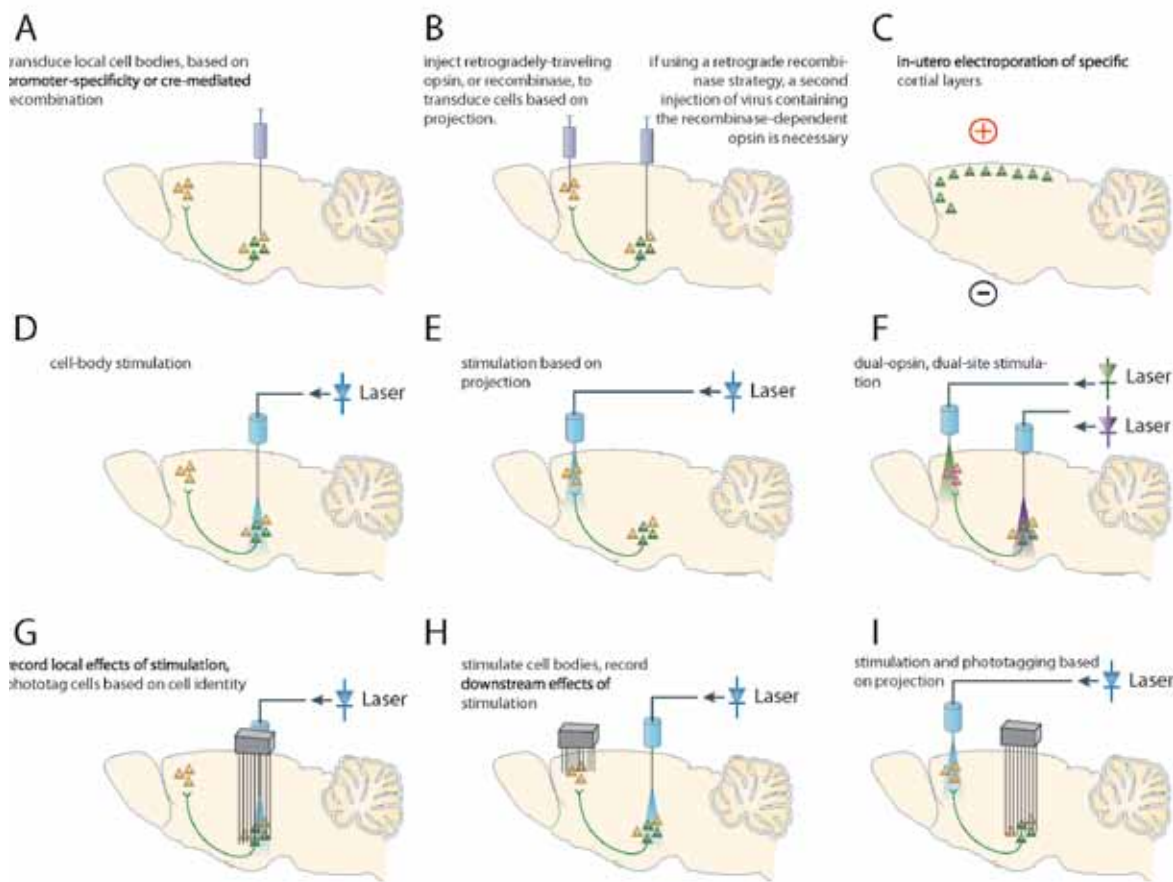 A
transduce local cell bodies, based on
promoter-specificity or cre-mediated
recombination
B
inject retrogradely-traveling
opsin, or recombinase, to
transduce cells based on
projection.
if using a retrograde recombi-
nase strategy, a second
injection of virus containing
the recombinase-dependent
opsin is necessary
C
in-utero electroporation of specific
cortial layers
+
−
D
cell-body stimulation
Laser
E
stimulation based on
projection
Laser
F
dual-opsin, dual-site stimula-
tion
Laser
Laser
G
record local effects of stimulation,
phototag cells based on cell identity
Laser
H
stimulate cell bodies, record
downstream effects of
stimulation
Laser
I
stimulation and phototagging based
on projection
Laser